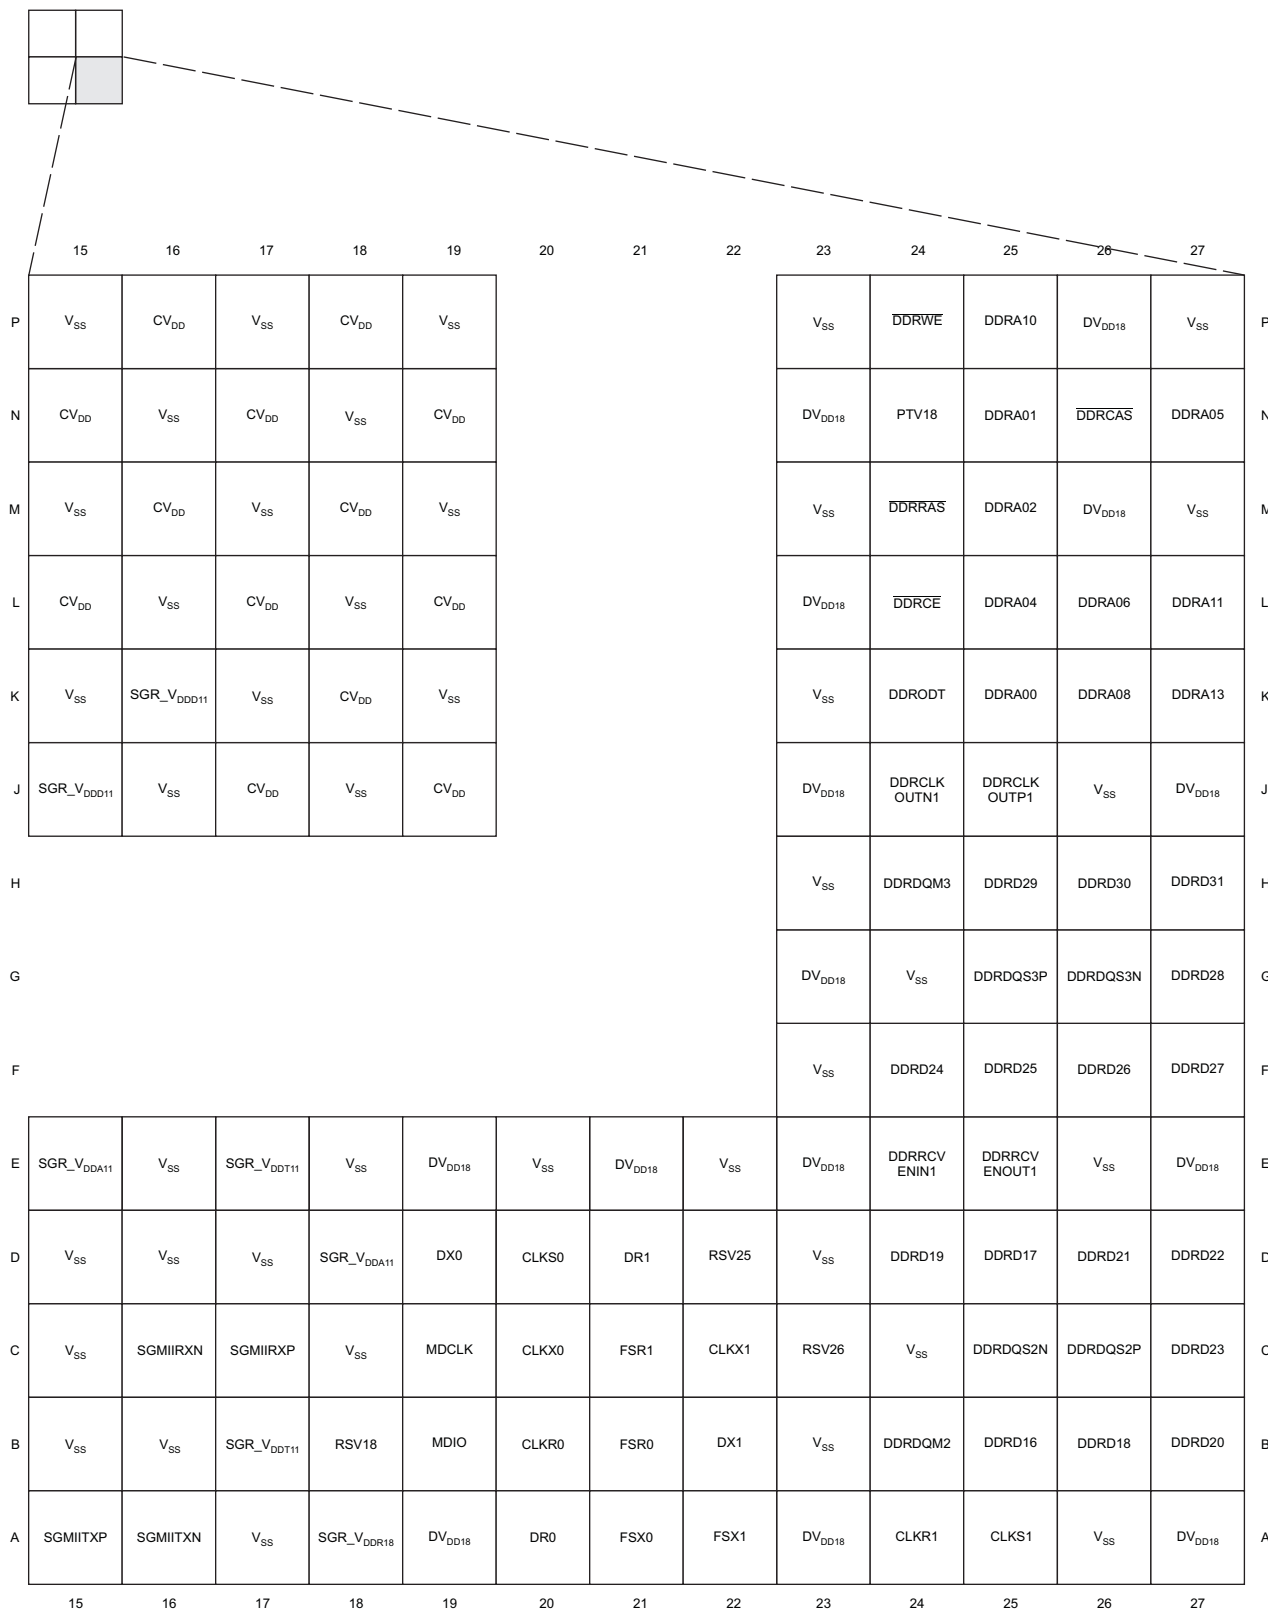 15 16 17 18 19 20 21 22 23 24 25 26 27
P VSS CVDD VSS CVDD VSS VSS DDRWE DDRA10 DVDD18 VSS P
N CVDD VSS CVDD VSS CVDD DVDD18 PTV18 DDRA01 DDRCAS DDRA05 N
M VSS CVDD VSS CVDD VSS VSS DDRRAS DDRA02 DVDD18 VSS M
L CVDD VSS CVDD VSS CVDD DVDD18 DDRCE DDRA04 DDRA06 DDRA11 L
K VSS SGR_VDDD11 VSS CVDD VSS VSS DDRODT DDRA00 DDRA08 DDRA13 K
J SGR_VDDD11 VSS CVDD VSS CVDD DVDD18 DDRCLK OUTN1 DDRCLK OUTP1 VSS DVDD18 J
H VSS DDRDQM3 DDRD29 DDRD30 DDRD31 H
G DVDD18 VSS DDRDQS3P DDRDQS3N DDRD28 G
F VSS DDRD24 DDRD25 DDRD26 DDRD27 F
E SGR_VDDA11 VSS SGR_VDDT11 VSS DVDD18 VSS DVDD18 VSS DVDD18 DDRRCV ENIN1 DDRRCV ENOUT1 VSS DVDD18 E
D VSS VSS VSS SGR_VDDA11 DX0 CLKS0 DR1 RSV25 VSS DDRD19 DDRD17 DDRD21 DDRD22 D
C VSS SGMIIRXN SGMIIRXP VSS MDCLK CLKX0 FSR1 CLKX1 RSV26 VSS DDRDQS2N DDRDQS2P DDRD23 C
B VSS VSS SGR_VDDT11 RSV18 MDIO CLKR0 FSR0 DX1 VSS DDRDQM2 DDRD16 DDRD18 DDRD20 B
A SGMIITXP SGMIITXN VSS SGR_VDDR18 DVDD18 DR0 FSX0 FSX1 DVDD18 CLKR1 CLKS1 VSS DVDD18 A
15 16 17 18 19 20 21 22 23 24 25 26 27